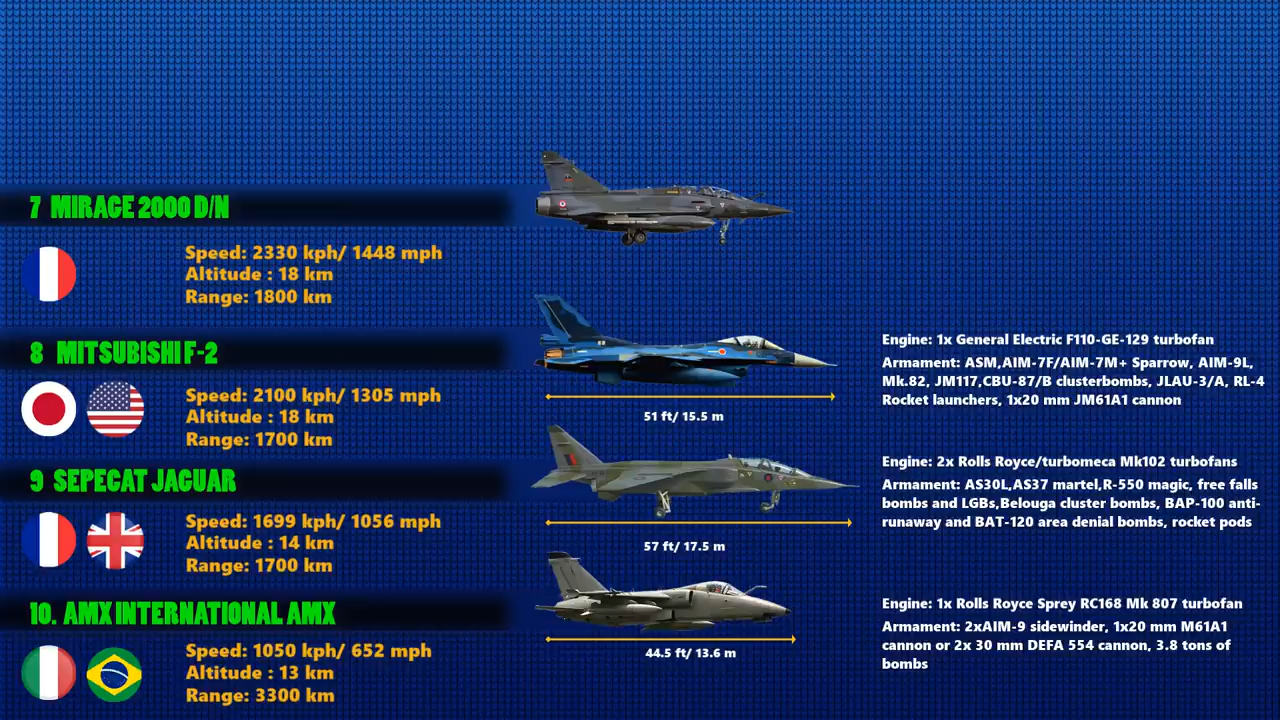 7 MIRAGE 2000 D/N
Speed: 2330 kph/ 1448 mph
Altitude : 18 km
Range: 1800 km
8 MITSUBISHI F-2
Speed: 2100 kph/ 1305 mph
Altitude : 18 km
Range: 1700 km
51 ft/ 15.5 m
Engine: 1x General Electric F110-GE-129 turbofan
Armament: ASM,AIM-7F/AIM-7M+ Sparrow, AIM-9L,
Mk.82, JM117,CBU-87/B clusterbombs, JLAU-3/A, RL-4
Rocket launchers, 1x20 mm JM61A1 cannon
9 SEPECAT JAGUAR
Speed: 1699 kph/ 1056 mph
Altitude : 14 km
Range: 1700 km
57 ft/ 17.5 m
Engine: 2x Rolls Royce/turbomeca Mk102 turbofans
Armament: AS30L,AS37 martel,R-550 magic, free falls
bombs and LGBs,Belouga cluster bombs, BAP-100 anti-
runaway and BAT-120 area denial bombs, rocket pods
10. AMX INTERNATIONAL AMX
Speed: 1050 kph/ 652 mph
Altitude : 13 km
Range: 3300 km
44.5 ft/ 13.6 m
Engine: 1x Rolls Royce Sprey RC168 Mk 807 turbofan
Armament: 2xAIM-9 sidewinder, 1x20 mm M61A1
cannon or 2x 30 mm DEFA 554 cannon, 3.8 tons of
bombs